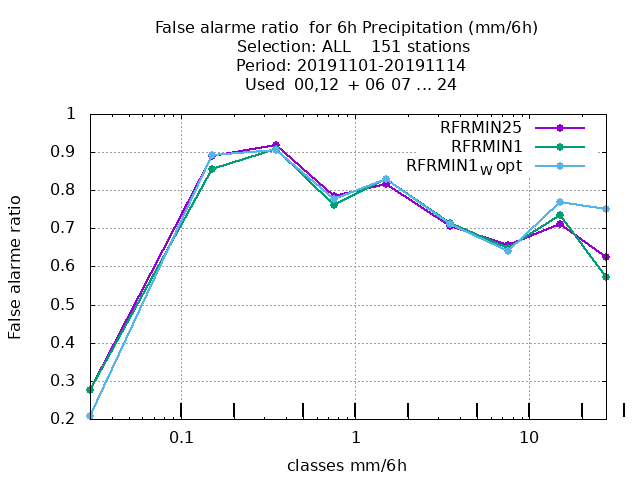 False alarme ratio  for 6h Precipitation (mm/6h)
Selection: ALL    151 stations
Period: 20191101-20191114
Used  00,12  + 06 07 ... 24
RFRMIN25
RFRMIN1
RFRMIN1W opt
False alarme ratio
1
0.9
0.8
0.7
0.6
0.5
0.4
0.3
0.2
0.1 1 10
classes mm/6h